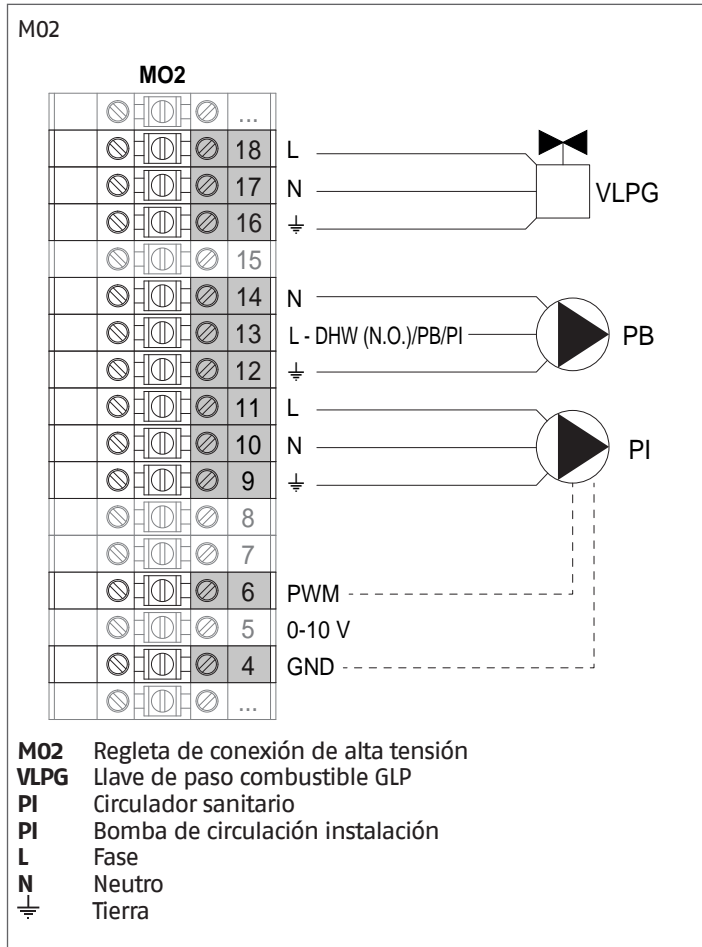 M02
MO2
...
18 L
17 N VLPG
16 ⏚
15
14 N
13 L - DHW (N.O.)/PB/PI PB
12 ⏚
11 L
10 N PI
9 ⏚
8
7
6 PWM
5 0-10 V
4 GND
...
M02 Regleta de conexión de alta tensión
VLPG Llave de paso combustible GLP
PI Circulador sanitario
PI Bomba de circulación instalación
L Fase
N Neutro
⏚ Tierra